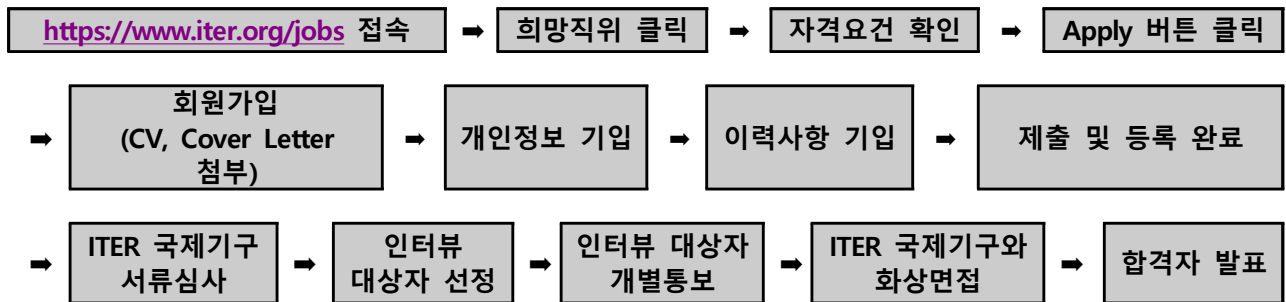 https://www.iter.org/jobs 접속 ➡ 희망직위 클릭 ➡ 자격요건 확인 ➡ Apply 버튼 클릭
➡ 회원가입
(CV, Cover Letter
첨부) ➡ 개인정보 기입 ➡ 이력사항 기입 ➡ 제출 및 등록 완료
➡ ITER 국제기구
서류심사 ➡ 인터뷰
대상자 선정 ➡ 인터뷰 대상자
개별통보 ➡ ITER 국제기구와
화상면접 ➡ 합격자 발표